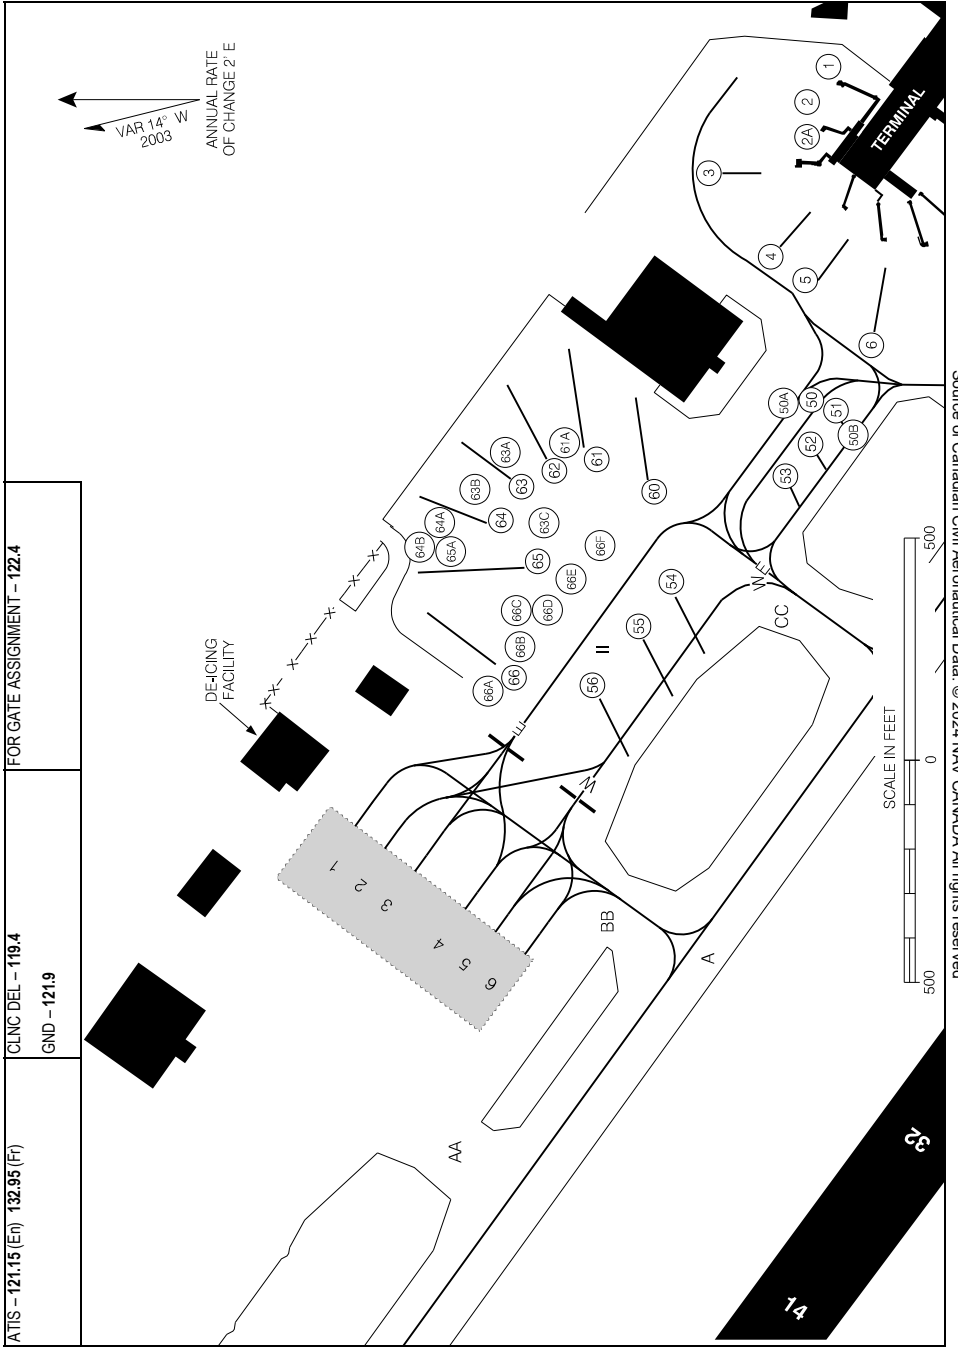 ATIS – 121.15 (En) 132.95 (Fr)
CLNC DEL – 119.4
GND – 121.9
FOR GATE ASSIGNMENT – 122.4
VAR 14° W
2003
ANNUAL RATE
OF CHANGE 2' E
TERMINAL
1
2
2A
3
4
5
6
50A
50
51
50B
52
53
60
61
61A
62
63
63A
63B
63C
64
64A
64B
65
65A
66
66A
66B
66C
66D
66E
66F
54
55
56
DE-ICING
FACILITY
II
W
E
CC
E
W
1
2
3
4
5
6
BB
A
AA
SCALE IN FEET
500
0
500
14
32
Source of Canadian Civil Aeronautical Data: © 2024 NAV CANADA All rights reserved